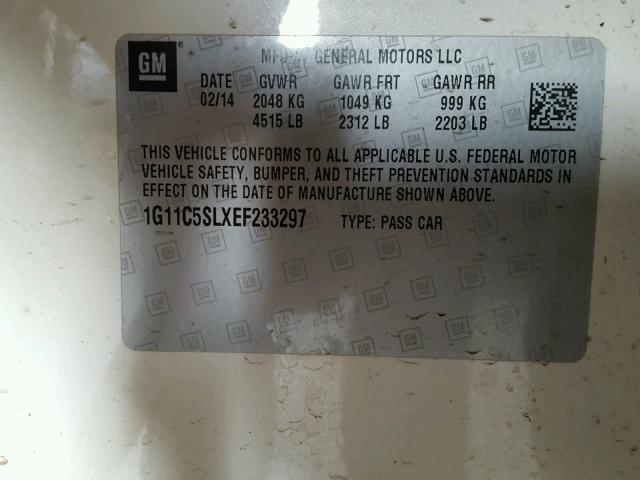 GM
MFD GENERAL MOTORS LLC
DATE GVWR GAWR FRT GAWR RR
02/14 2048 KG 1049 KG 999 KG
4515 LB 2312 LB 2203 LB
THIS VEHICLE CONFORMS TO ALL APPLICABLE U.S. FEDERAL MOTOR
VEHICLE SAFETY, BUMPER, AND THEFT PREVENTION STANDARDS IN
EFFECT ON THE DATE OF MANUFACTURE SHOWN ABOVE.
1G11C5SLXEF233297 TYPE: PASS CAR